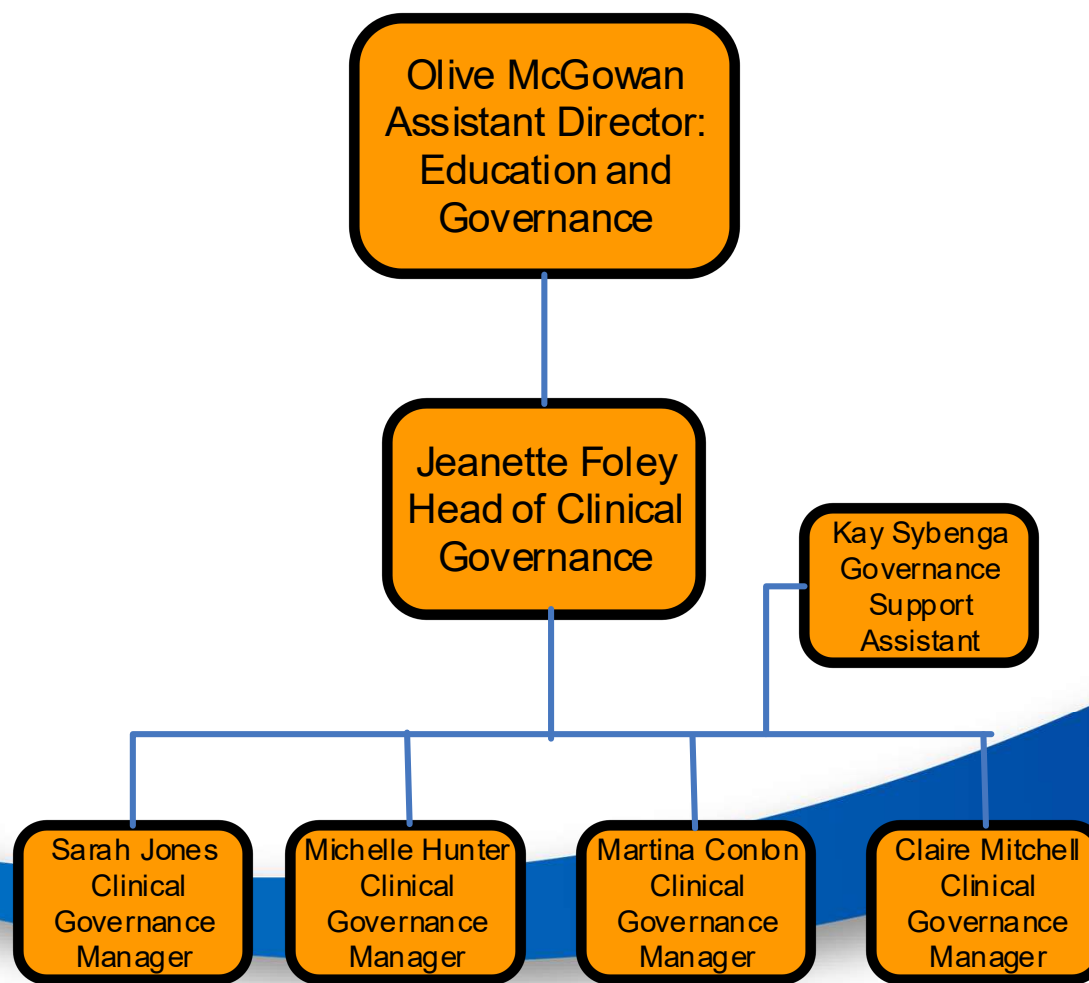 Olive McGowan
Assistant Director:
Education and
Governance
Jeanette Foley
Head of Clinical
Governance
Kay Sybenga
Governance
Support
Assistant
Sarah Jones
Clinical
Governance
Manager
Michelle Hunter
Clinical
Governance
Manager
Martina Conlon
Clinical
Governance
Manager
Claire Mitchell
Clinical
Governance
Manager